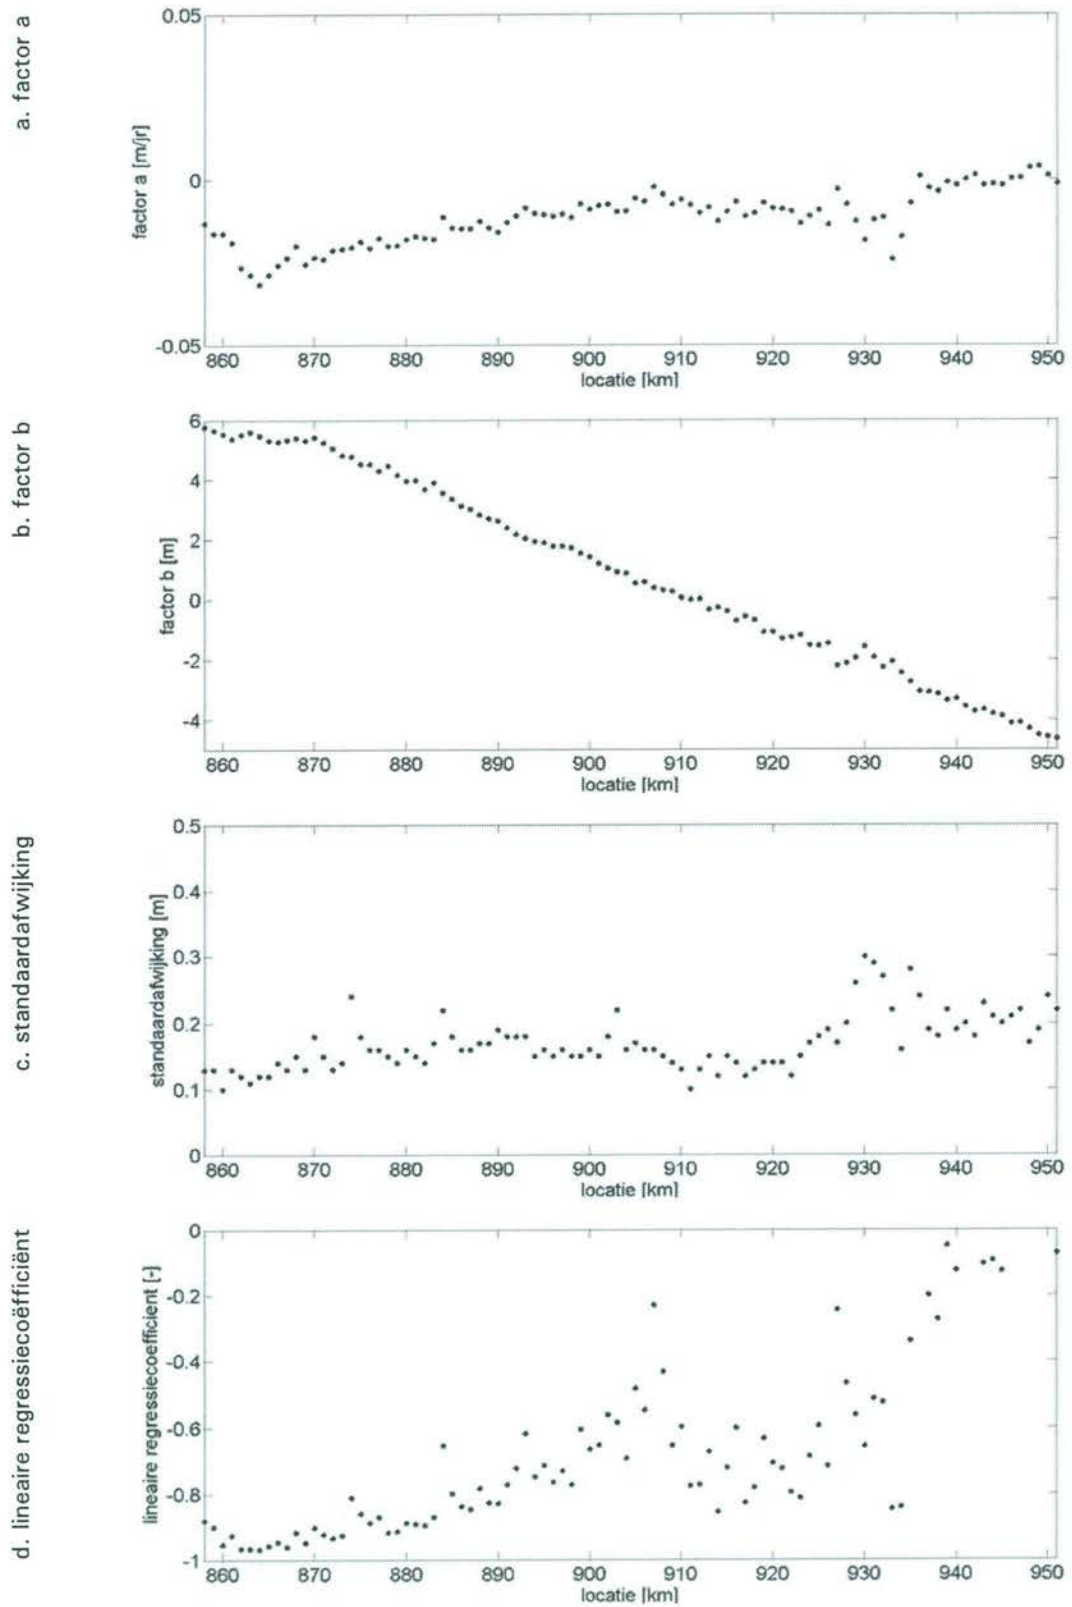 a. factor a
factor a [m/jr]
0.05
0
-0.05
860 870 880 890 900 910 920 930 940 950
locatie [km]
b. factor b
factor b [m]
6
4
2
0
-2
-4
860 870 880 890 900 910 920 930 940 950
locatie [km]
c. standaardafwijking
standaardafwijking [m]
0.5
0.4
0.3
0.2
0.1
0
860 870 880 890 900 910 920 930 940 950
locatie [km]
d. lineaire regressiecoëfficiënt
lineaire regressiecoefficient [-]
0
-0.2
-0.4
-0.6
-0.8
-1
860 870 880 890 900 910 920 930 940 950
locatie [km]